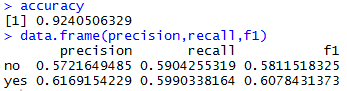 > accuracy
[1] 0.9240506329
> data.frame(precision,recall,f1)
precision recall f1
no 0.5721649485 0.5904255319 0.5811518325
yes 0.6169154229 0.5990338164 0.6078431373